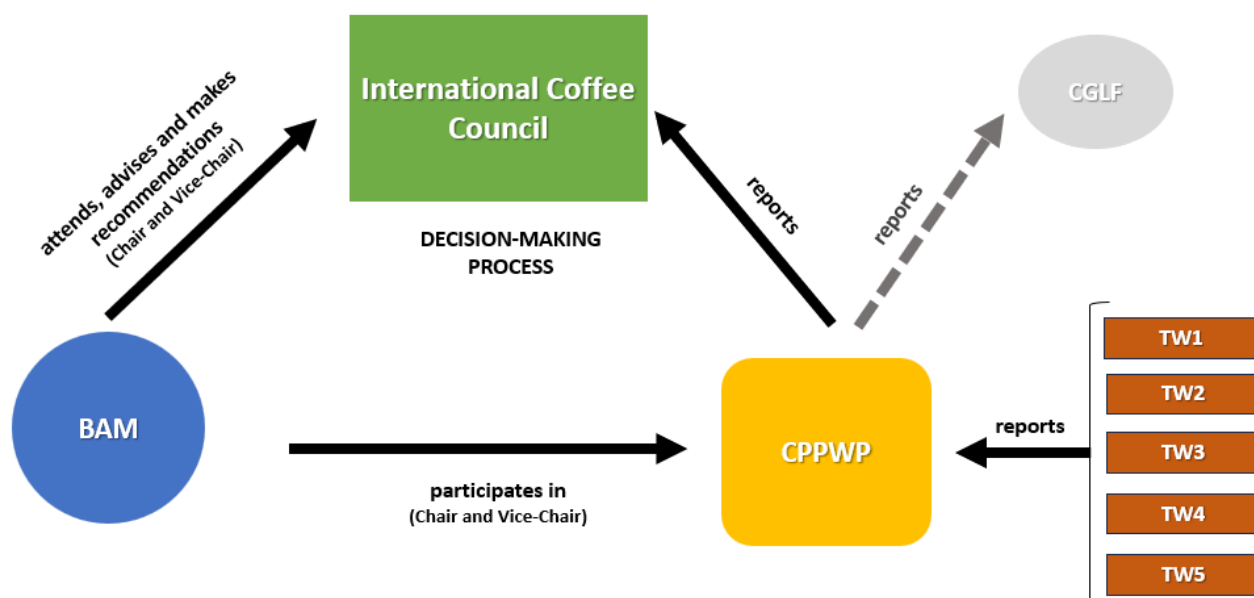 International Coffee
Council
CGLF
attends, advises and makes
recommendations
(Chair and Vice-Chair)
reports
reports
DECISION-MAKING
PROCESS
BAM
participates in
(Chair and Vice-Chair)
CPPWP
reports
TW1
TW2
TW3
TW4
TW5